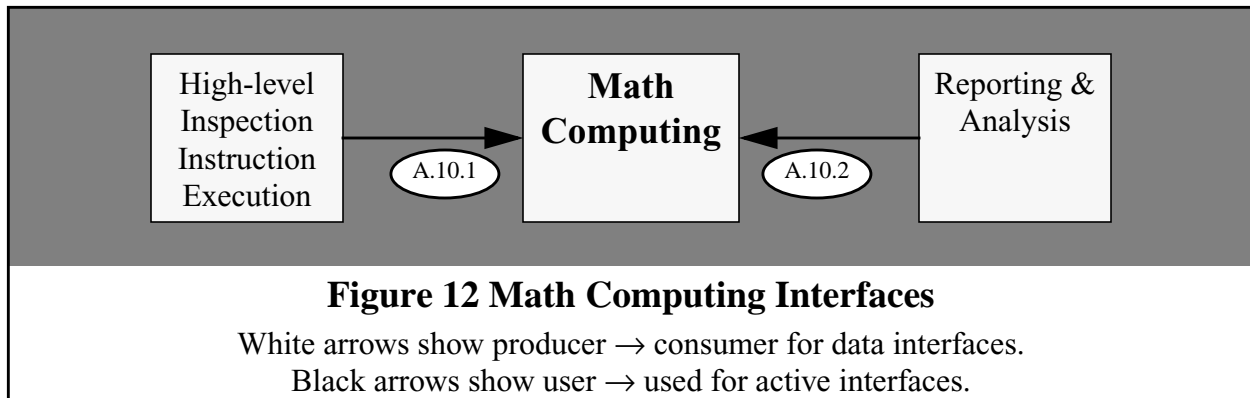 High-level
Inspection
Instruction
Execution
A.10.1
Math
Computing
A.10.2
Reporting &
Analysis
Figure 12 Math Computing Interfaces
White arrows show producer → consumer for data interfaces.
Black arrows show user → used for active interfaces.